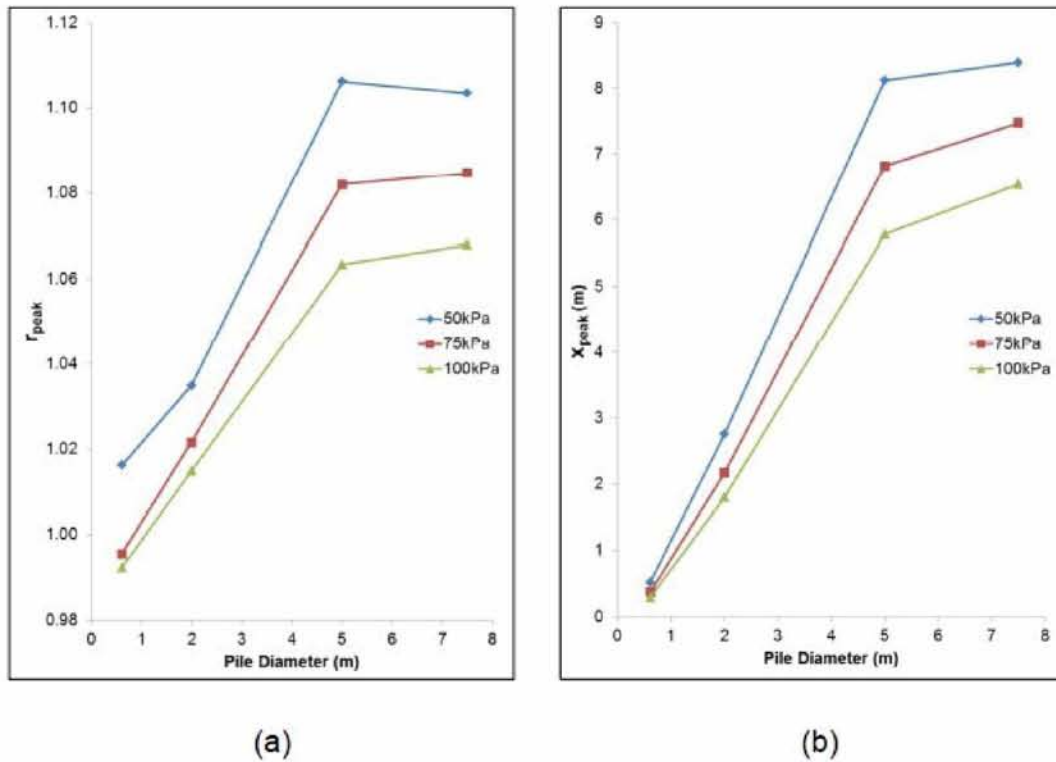 1.12
1.10
1.08
1.06
1.04
1.02
1.00
0.98
r_peak
0 1 2 3 4 5 6 7 8
Pile Diameter (m)
50kPa
75kPa
100kPa
(a)
9
8
7
6
5
4
3
2
1
0
X_peak (m)
0 1 2 3 4 5 6 7 8
Pile Diameter (m)
50kPa
75kPa
100kPa
(b)